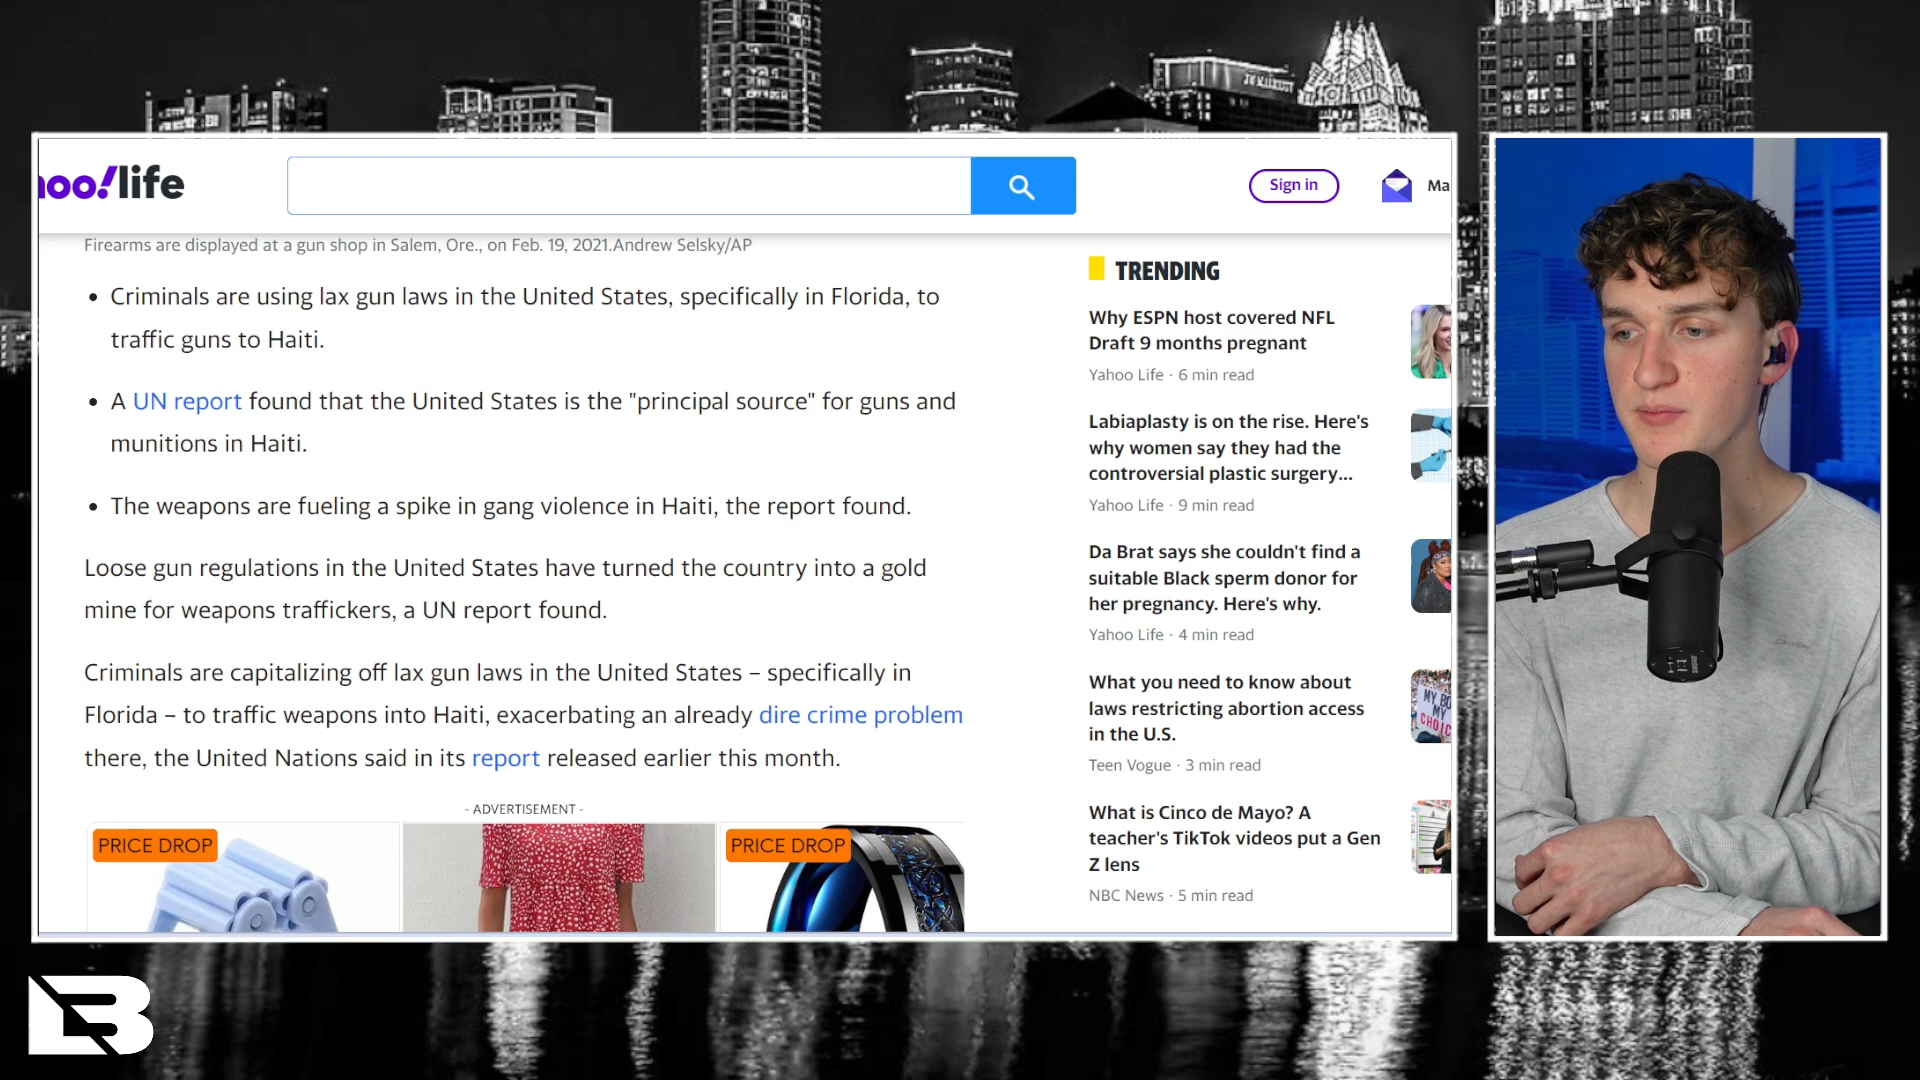 oo!life
Sign in
Ma
Firearms are displayed at a gun shop in Salem, Ore., on Feb. 19, 2021.Andrew Selsky/AP
• Criminals are using lax gun laws in the United States, specifically in Florida, to
traffic guns to Haiti.
• A UN report found that the United States is the "principal source" for guns and
munitions in Haiti.
• The weapons are fueling a spike in gang violence in Haiti, the report found.
Loose gun regulations in the United States have turned the country into a gold
mine for weapons traffickers, a UN report found.
Criminals are capitalizing off lax gun laws in the United States – specifically in
Florida – to traffic weapons into Haiti, exacerbating an already dire crime problem
there, the United Nations said in its report released earlier this month.
- ADVERTISEMENT -
PRICE DROP
PRICE DROP
TRENDING
Why ESPN host covered NFL
Draft 9 months pregnant
Yahoo Life · 6 min read
Labiaplasty is on the rise. Here's
why women say they had the
controversial plastic surgery...
Yahoo Life · 9 min read
Da Brat says she couldn't find a
suitable Black sperm donor for
her pregnancy. Here's why.
Yahoo Life · 4 min read
What you need to know about
laws restricting abortion access
in the U.S.
Teen Vogue · 3 min read
MY BO
MY
CHOIC
What is Cinco de Mayo? A
teacher's TikTok videos put a Gen
Z lens
NBC News · 5 min read
B